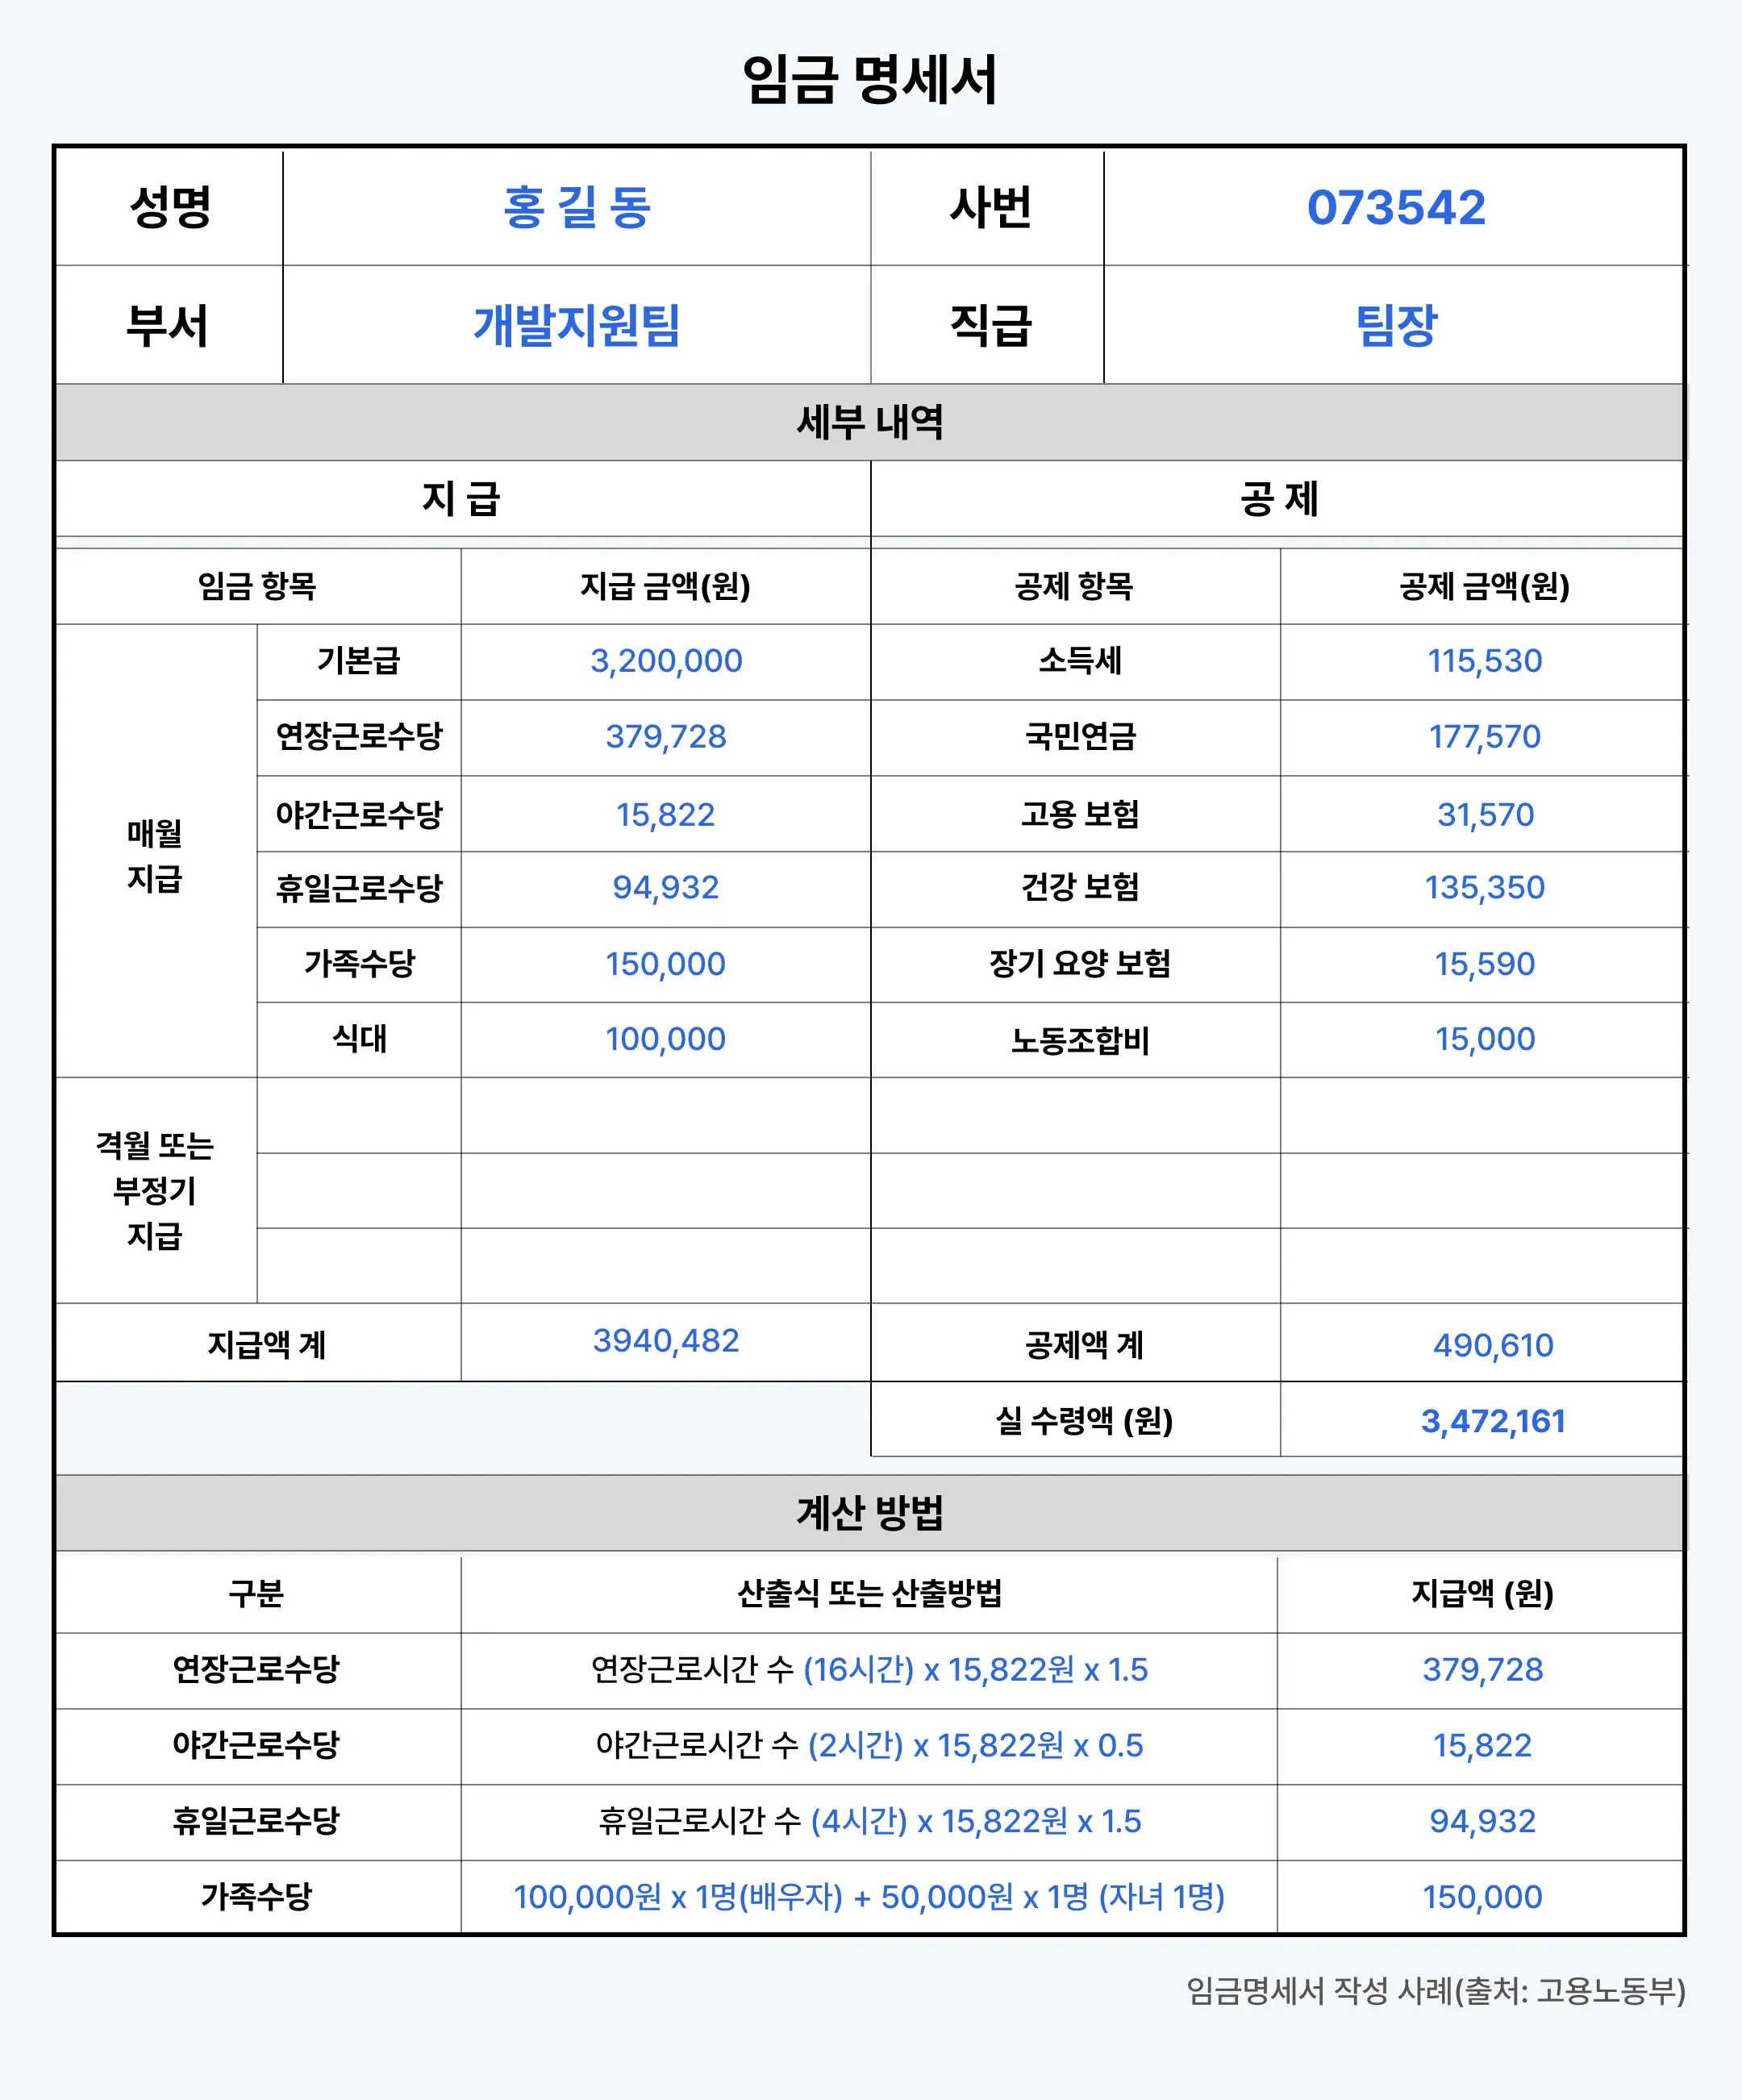 임금 명세서
성명 홍 길 동 사번 073542
부서 개발지원팀 직급 팀장
세부 내역
지 급 공 제
임금 항목 지급 금액(원) 공제 항목 공제 금액(원)
매월
지급
기본급 3,200,000 소득세 115,530
연장근로수당 379,728 국민연금 177,570
야간근로수당 15,822 고용 보험 31,570
휴일근로수당 94,932 건강 보험 135,350
가족수당 150,000 장기 요양 보험 15,590
식대 100,000 노동조합비 15,000
격월 또는
부정기
지급
지급액 계 3940,482 공제액 계 490,610
실 수령액 (원) 3,472,161
계산 방법
구분 산출식 또는 산출방법 지급액 (원)
연장근로수당 연장근로시간 수 (16시간) x 15,822원 x 1.5 379,728
야간근로수당 야간근로시간 수 (2시간) x 15,822원 x 0.5 15,822
휴일근로수당 휴일근로시간 수 (4시간) x 15,822원 x 1.5 94,932
가족수당 100,000원 x 1명(배우자) + 50,000원 x 1명 (자녀 1명) 150,000
임금명세서 작성 사례(출처: 고용노동부)